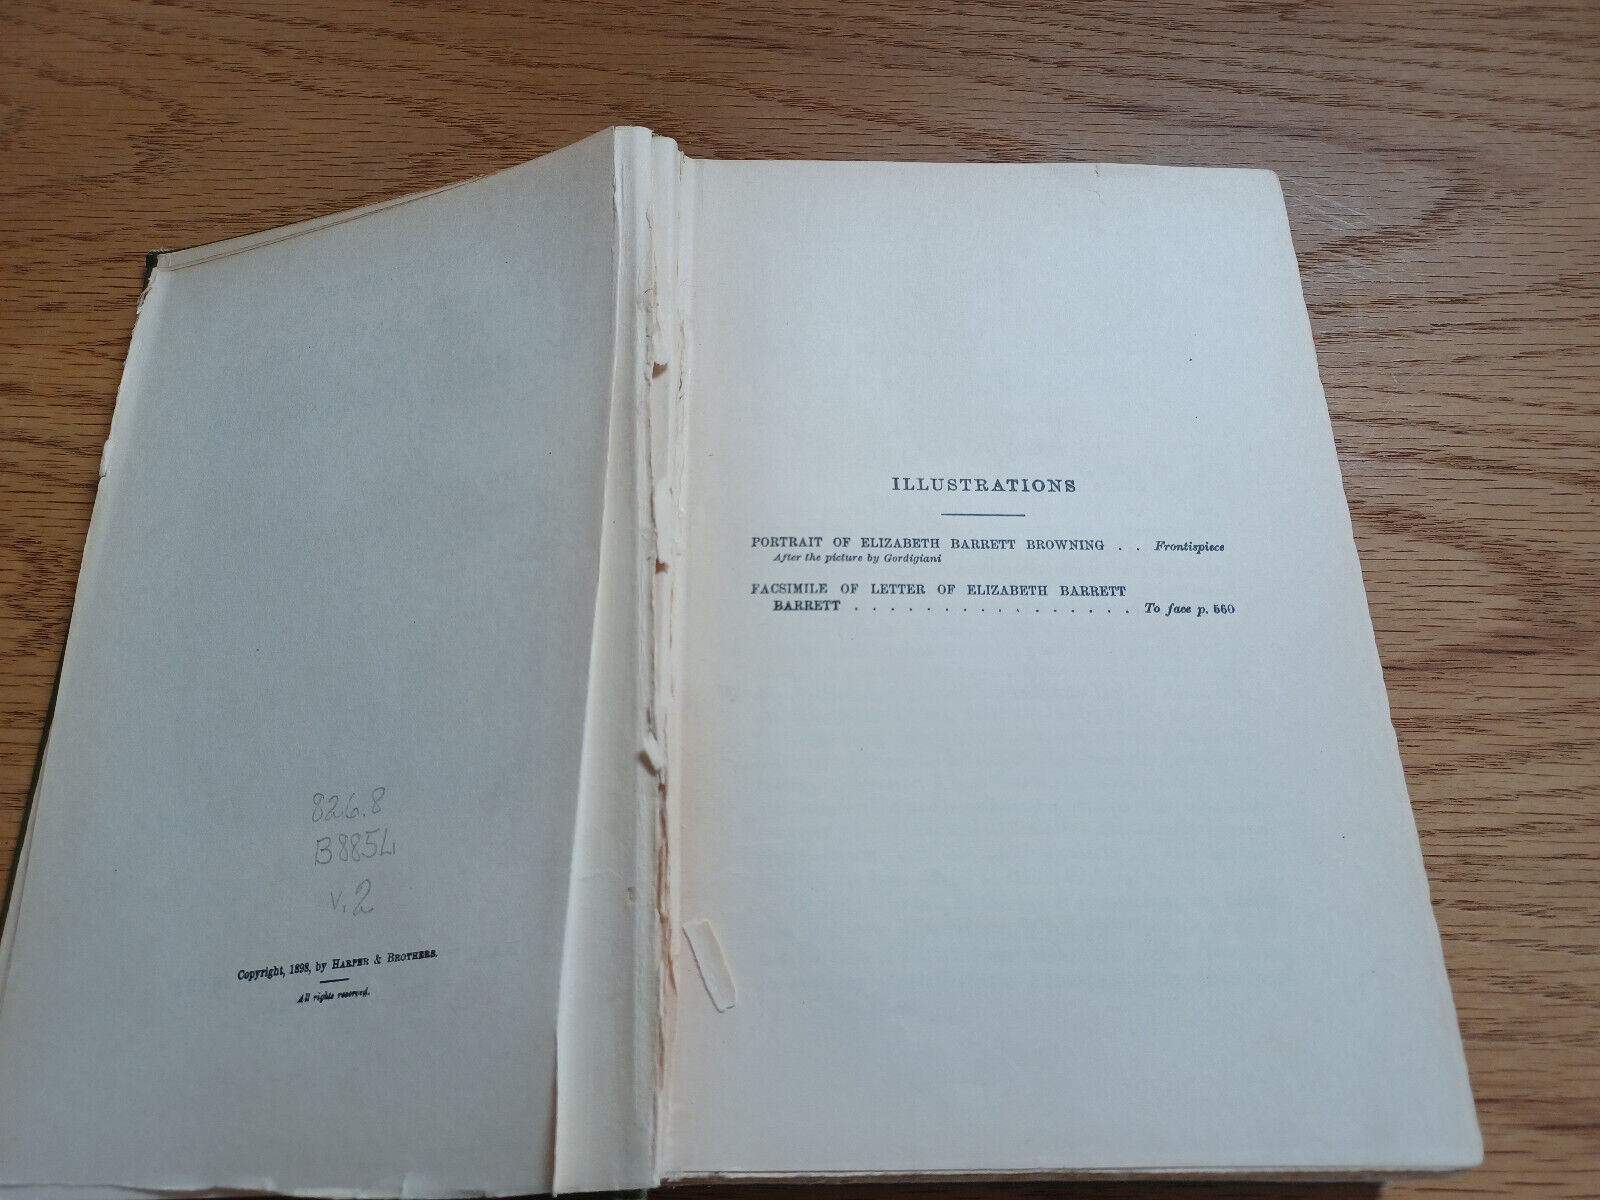 826.8
B885L
v.2
Copyright, 1898, by HARPER & BROTHERS.
All rights reserved.
ILLUSTRATIONS
PORTRAIT OF ELIZABETH BARRETT BROWNING . . Frontispiece
After the picture by Gordigiani
FACSIMILE OF LETTER OF ELIZABETH BARRETT
BARRETT . . . . . . . . . . . . . . . . To face p. 560